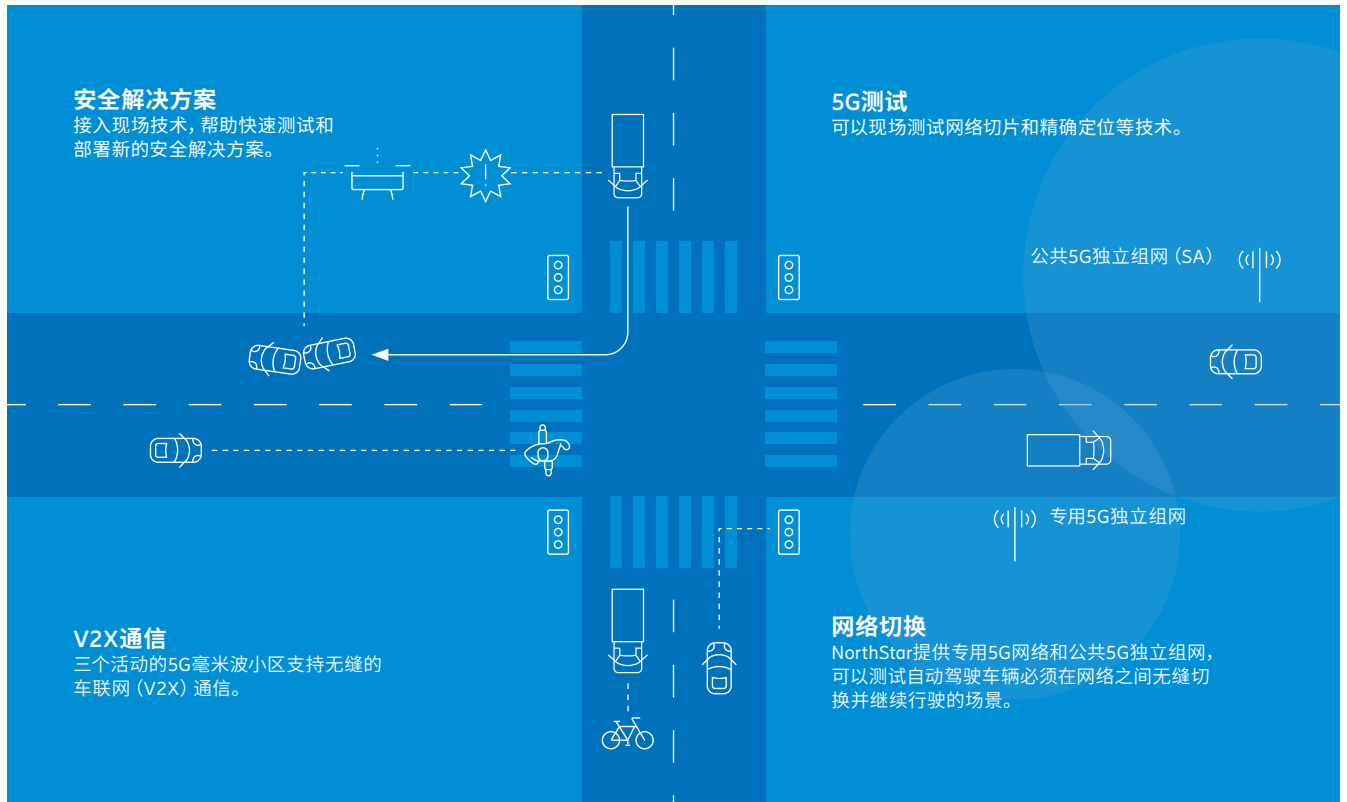 安全解决方案
接入现场技术，帮助快速测试和
部署新的安全解决方案。
5G测试
可以现场测试网络切片和精确定位等技术。
公共5G独立组网（SA）
专用5G独立组网
V2X通信
三个活动的5G毫米波小区支持无缝的
车联网（V2X）通信。
网络切换
NorthStar提供专用5G网络和公共5G独立组网，
可以测试自动驾驶车辆必须在网络之间无缝切
换并继续行驶的场景。